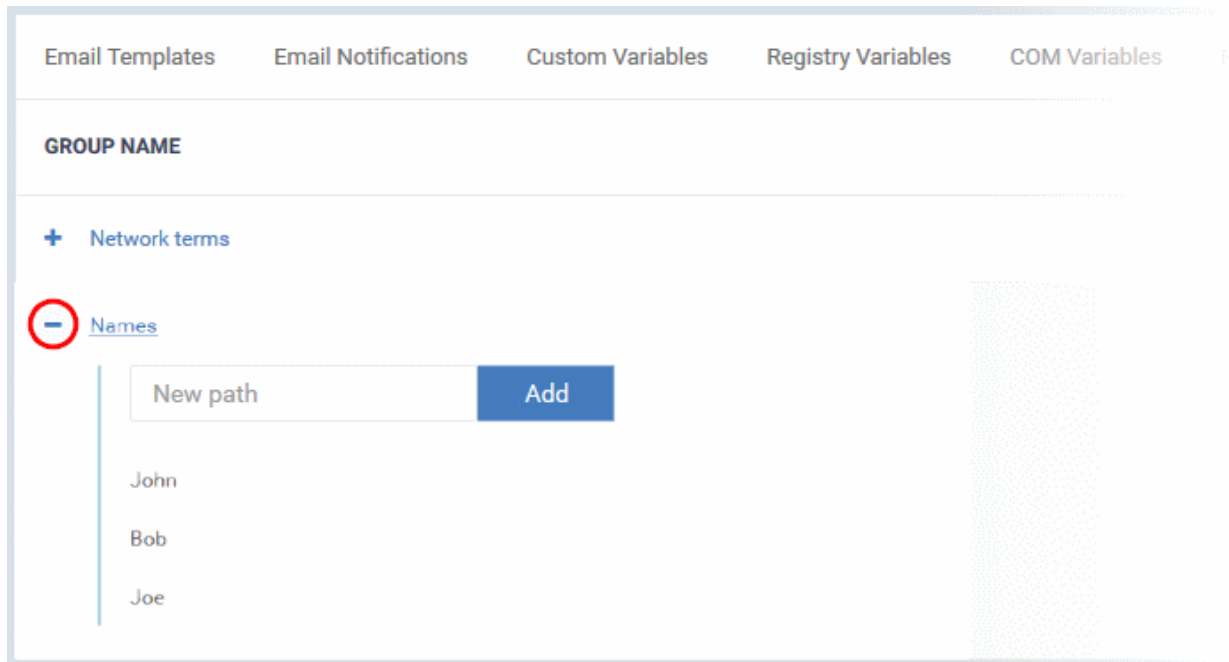 Email Templates Email Notifications Custom Variables Registry Variables COM Variables
GROUP NAME
+ Network terms
− Names
New path Add
John
Bob
Joe